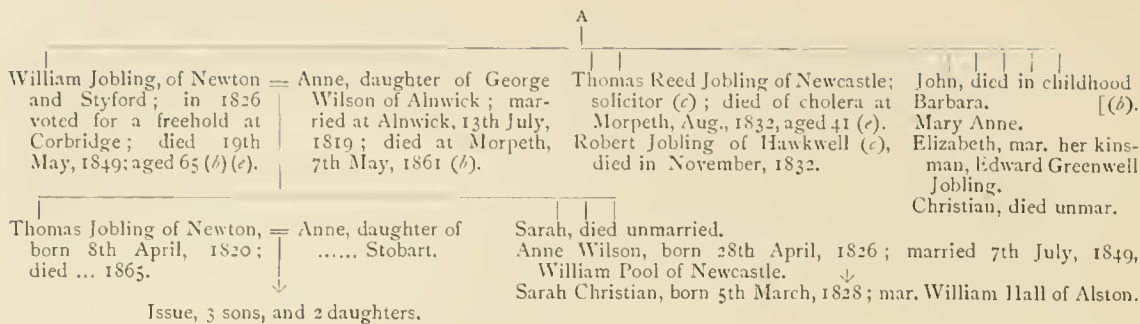 A
William Jobling, of Newton
and Styford; in 1826
voted for a freehold at
Corbridge; died 19th
May, 1849; aged 65 (b) (e).
= Anne, daughter of George
Wilson of Alnwick; mar-
ried at Alnwick, 13th July,
1819; died at Morpeth,
7th May, 1861 (b).
Thomas Reed Jobling of Newcastle;
solicitor (c); died of cholera at
Morpeth, Aug., 1832, aged 41 (e).
Robert Jobling of Hawkwell (c),
died in November, 1832.
John, died in childhood
Barbara. [(b).
Mary Anne.
Elizabeth, mar. her kins-
man, Edward Greenwell
Jobling.
Christian, died unmar.
Thomas Jobling of Newton,
born 8th April, 1820;
died ... 1865.
= Anne, daughter of
...... Stobart.
Issue, 3 sons, and 2 daughters.
Sarah, died unmarried.
Anne Wilson, born 28th April, 1826; married 7th July, 1849,
William Pool of Newcastle.
Sarah Christian, born 5th March, 1828; mar. William Hall of Alston.